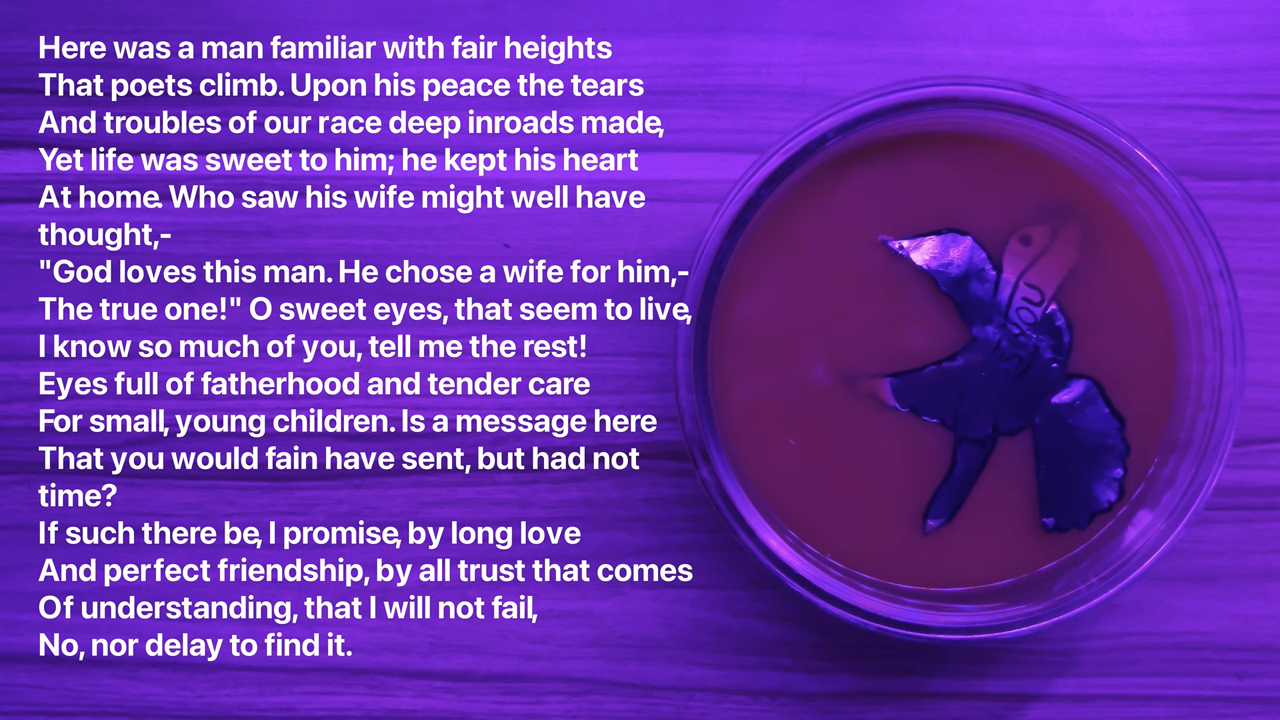 Here was a man familiar with fair heights
That poets climb. Upon his peace the tears
And troubles of our race deep inroads made,
Yet life was sweet to him; he kept his heart
At home. Who saw his wife might well have
thought,-
"God loves this man. He chose a wife for him,-
The true one!" O sweet eyes, that seem to live,
I know so much of you, tell me the rest!
Eyes full of fatherhood and tender care
For small, young children. Is a message here
That you would fain have sent, but had not
time?
If such there be, I promise, by long love
And perfect friendship, by all trust that comes
Of understanding, that I will not fail,
No, nor delay to find it.